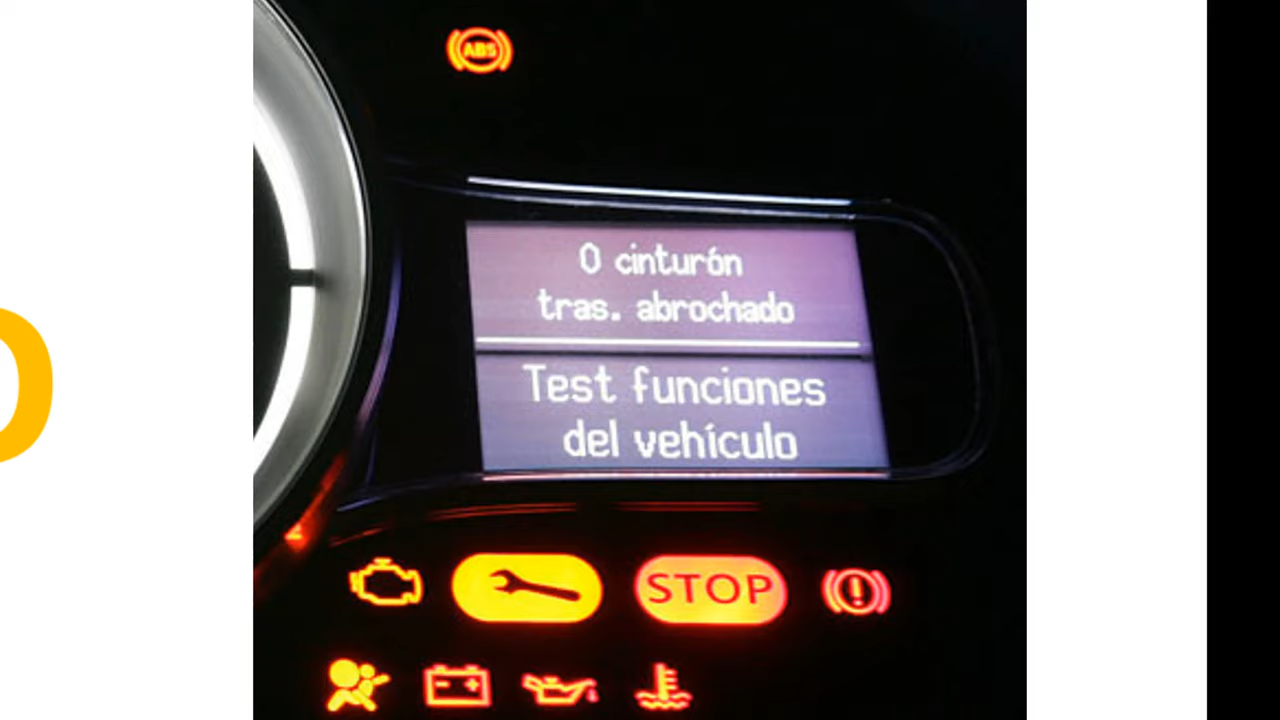 ABS
0 cinturón
tras. abrochado
Test funciones
del vehículo
STOP